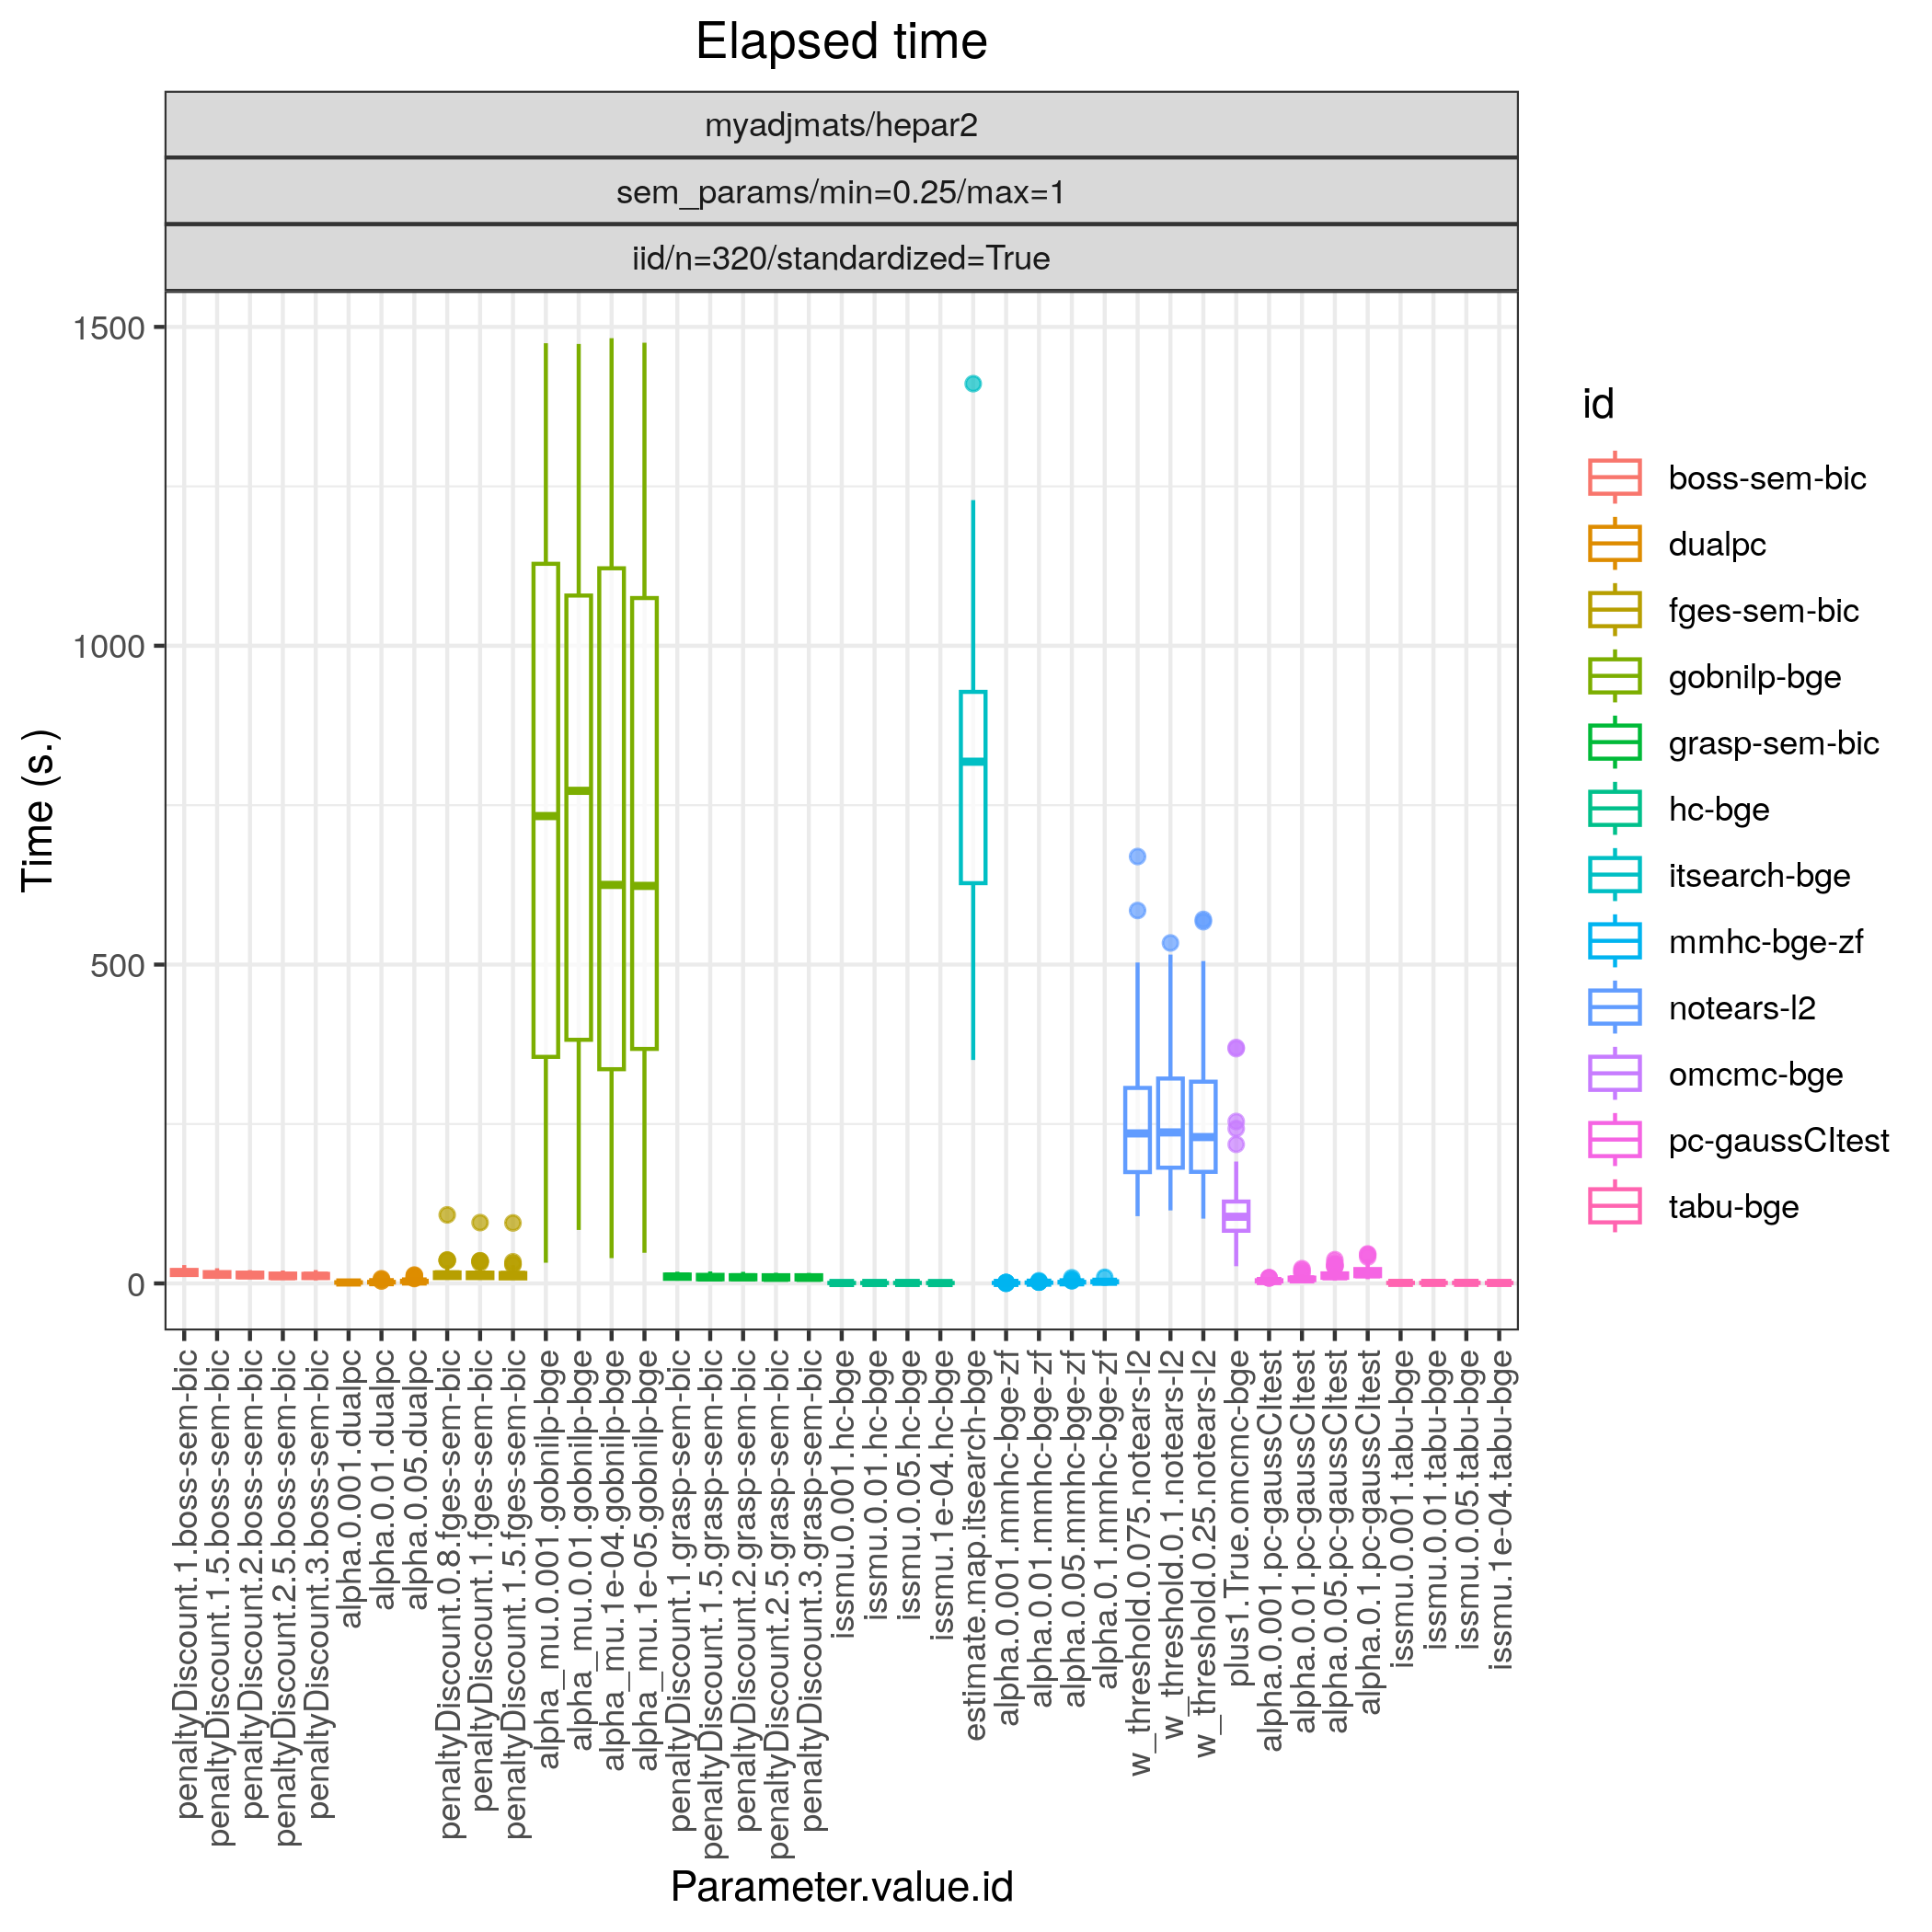 Elapsed time
myadjmats/hepar2
sem_params/min=0.25/max=1
iid/n=320/standardized=True
1500
1000
500
0
Time (s.)
penaltyDiscount.1.boss-sem-bic
penaltyDiscount.1.5.boss-sem-bic
penaltyDiscount.2.boss-sem-bic
penaltyDiscount.2.5.boss-sem-bic
penaltyDiscount.3.boss-sem-bic
alpha.0.001.dualpc
alpha.0.01.dualpc
alpha.0.05.dualpc
penaltyDiscount.0.8.fges-sem-bic
penaltyDiscount.1.fges-sem-bic
penaltyDiscount.1.5.fges-sem-bic
alpha_mu.0.001.gobnilp-bge
alpha_mu.0.01.gobnilp-bge
alpha_mu.1e-04.gobnilp-bge
alpha_mu.1e-05.gobnilp-bge
penaltyDiscount.1.grasp-sem-bic
penaltyDiscount.1.5.grasp-sem-bic
penaltyDiscount.2.grasp-sem-bic
penaltyDiscount.2.5.grasp-sem-bic
penaltyDiscount.3.grasp-sem-bic
issmu.0.001.hc-bge
issmu.0.01.hc-bge
issmu.0.05.hc-bge
issmu.1e-04.hc-bge
estimate.map.itsearch-bge
alpha.0.001.mmhc-bge-zf
alpha.0.01.mmhc-bge-zf
alpha.0.05.mmhc-bge-zf
alpha.0.1.mmhc-bge-zf
w_threshold.0.075.notears-l2
w_threshold.0.1.notears-l2
w_threshold.0.25.notears-l2
plus1.True.omcmc-bge
alpha.0.001.pc-gaussCItest
alpha.0.01.pc-gaussCItest
alpha.0.05.pc-gaussCItest
alpha.0.1.pc-gaussCItest
issmu.0.001.tabu-bge
issmu.0.01.tabu-bge
issmu.0.05.tabu-bge
issmu.1e-04.tabu-bge
Parameter.value.id
id
boss-sem-bic
dualpc
fges-sem-bic
gobnilp-bge
grasp-sem-bic
hc-bge
itsearch-bge
mmhc-bge-zf
notears-l2
omcmc-bge
pc-gaussCItest
tabu-bge